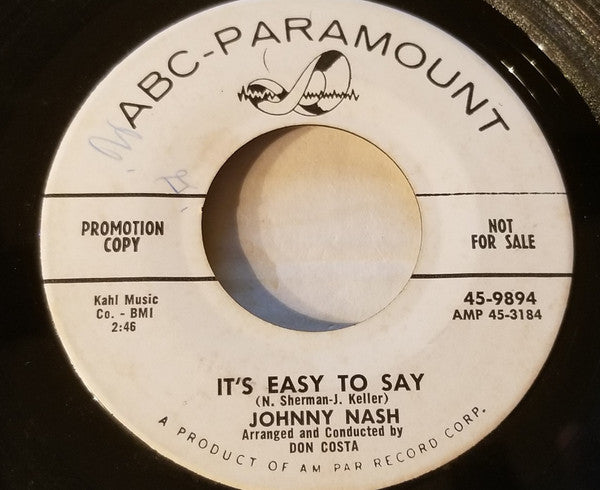 ABC-PARAMOUNT
PROMOTION
COPY
NOT
FOR SALE
Kahl Music
Co. - BMI
2:46
45-9894
AMP 45-3184
IT'S EASY TO SAY
(N. Sherman-J. Keller)
JOHNNY NASH
Arranged and Conducted by
DON COSTA
A PRODUCT OF AM PAR RECORD CORP.